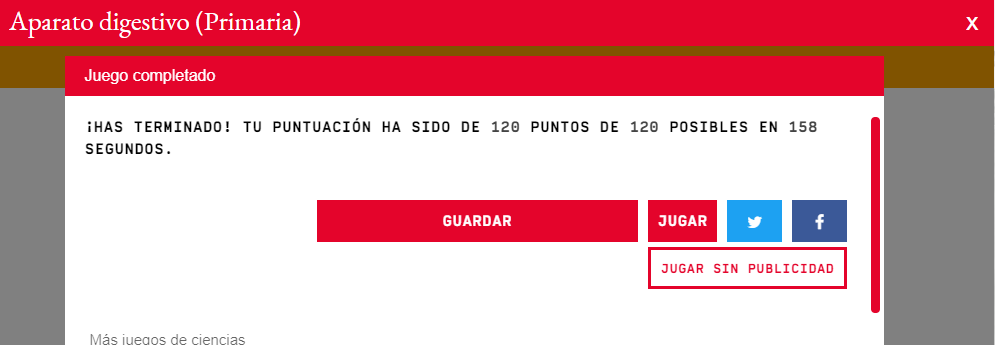 Aparato digestivo (Primaria)
X
Juego completado
¡HAS TERMINADO! TU PUNTUACIÓN HA SIDO DE 120 PUNTOS DE 120 POSIBLES EN 158
SEGUNDOS.
GUARDAR
JUGAR
JUGAR SIN PUBLICIDAD
Más juegos de ciencias